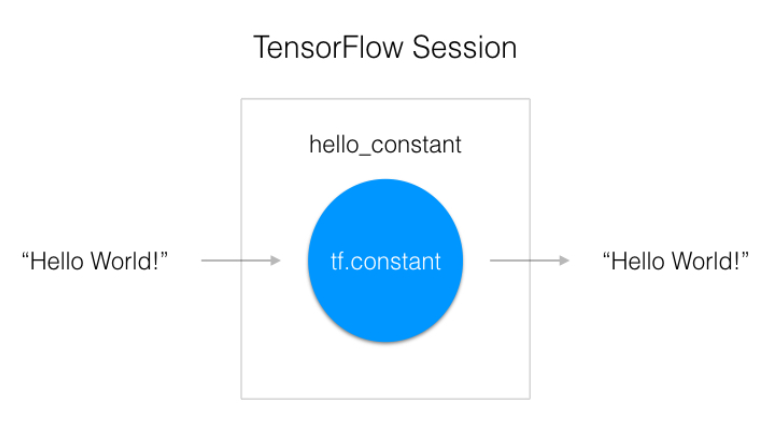 TensorFlow Session
hello_constant
“Hello World!”
tf.constant
“Hello World!”